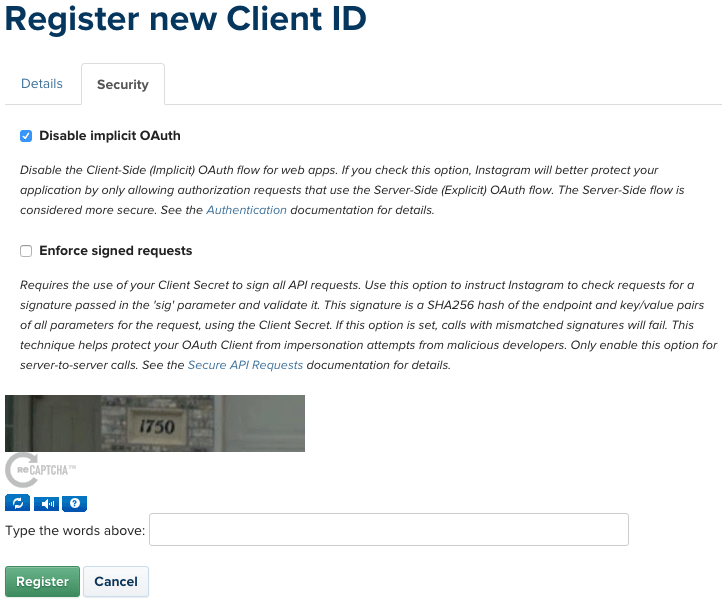 Register new Client ID
Details
Security
Disable implicit OAuth
Disable the Client-Side (Implicit) OAuth flow for web apps. If you check this option, Instagram will better protect your
application by only allowing authorization requests that use the Server-Side (Explicit) OAuth flow. The Server-Side flow is
considered more secure. See the Authentication documentation for details.
Enforce signed requests
Requires the use of your Client Secret to sign all API requests. Use this option to instruct Instagram to check requests for a
signature passed in the 'sig' parameter and validate it. This signature is a SHA256 hash of the endpoint and key/value pairs
of all parameters for the request, using the Client Secret. If this option is set, calls with mismatched signatures will fail. This
technique helps protect your OAuth Client from impersonation attempts from malicious developers. Only enable this option for
server-to-server calls. See the Secure API Requests documentation for details.
1750
reCAPTCHA™
?
Type the words above:
Register
Cancel